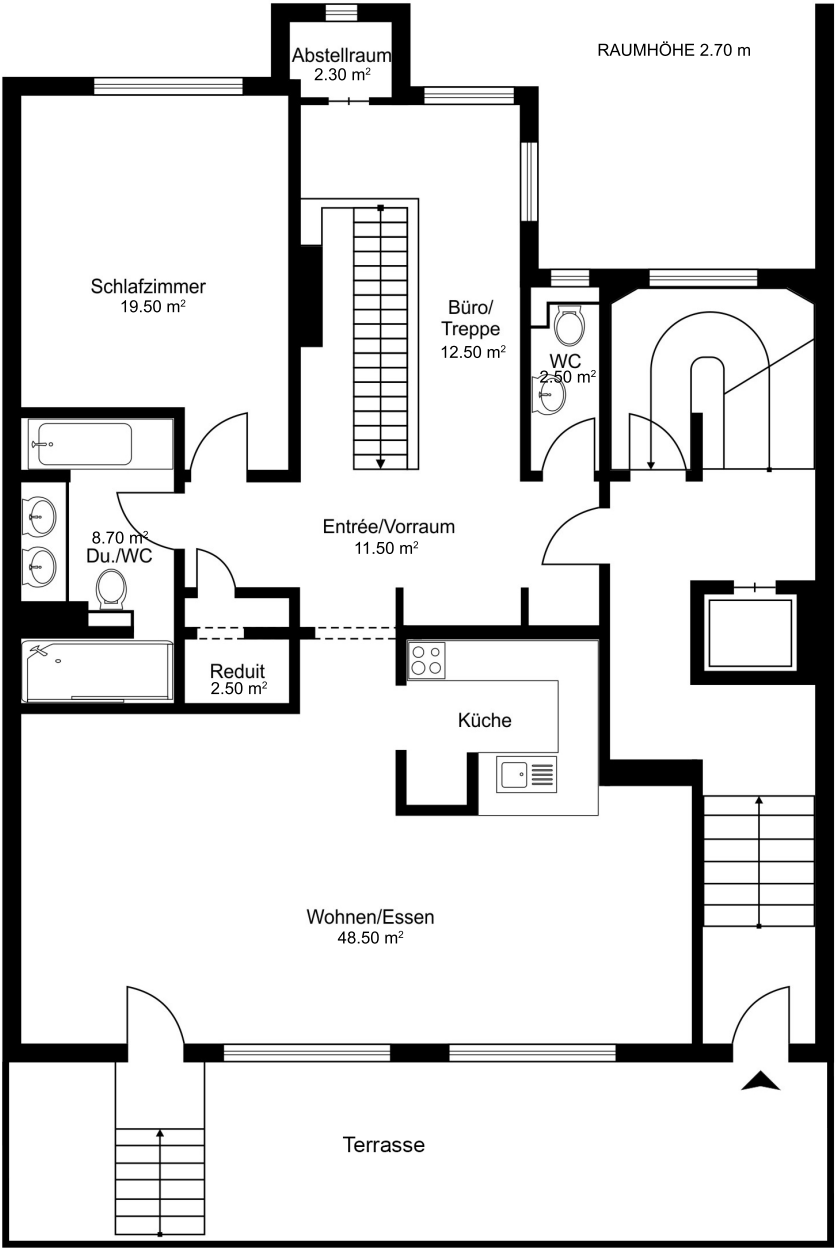 RAUMHÖHE 2.70 m
Abstellraum
2.30 m²
Schlafzimmer
19.50 m²
Büro/
Treppe
12.50 m²
WC
2.50 m²
Entrée/Vorraum
11.50 m²
8.70 m²
Du./WC
Reduit
2.50 m²
Küche
Wohnen/Essen
48.50 m²
Terrasse